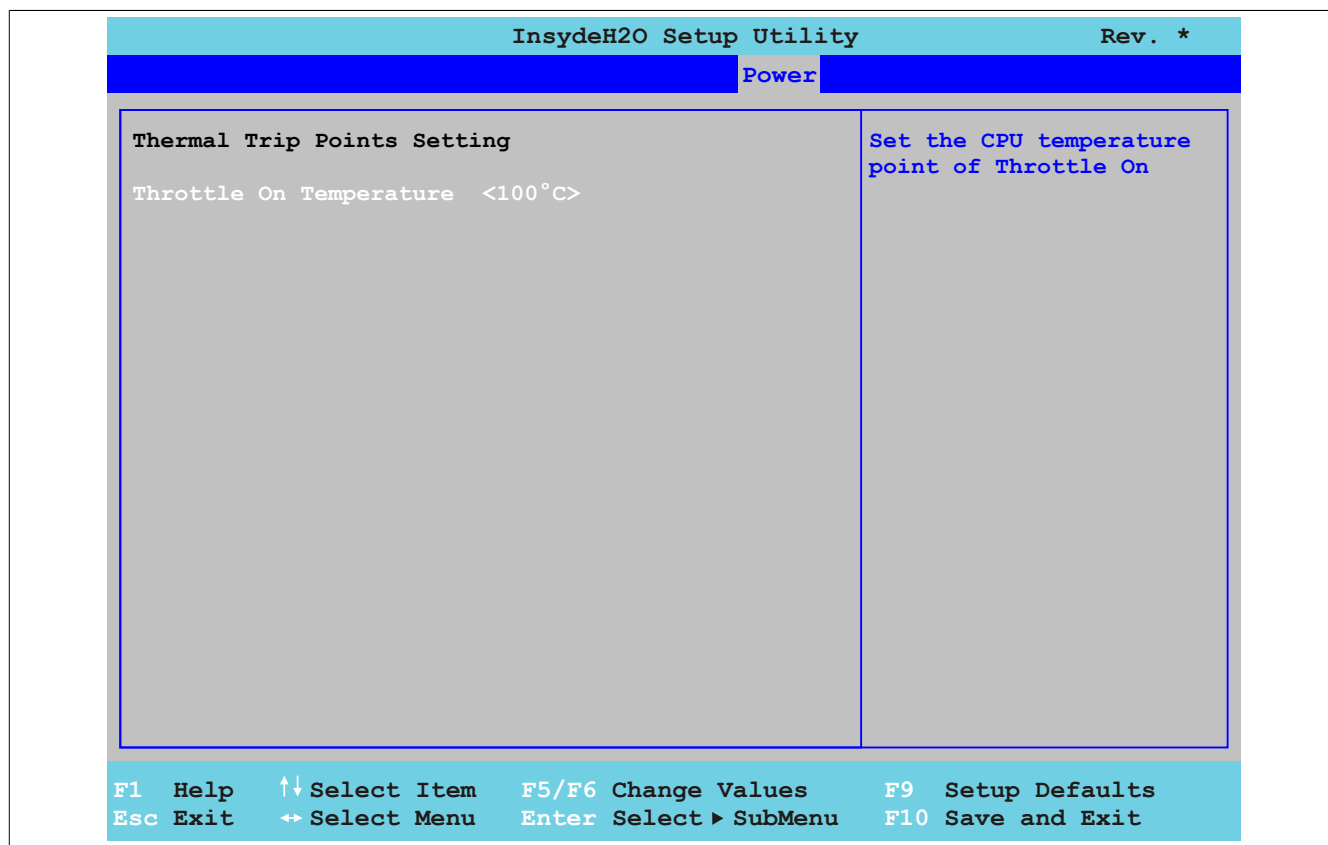 InsydeH2O Setup Utility Rev. *
Power
Thermal Trip Points Setting
Throttle On Temperature <100°C>
Set the CPU temperature
point of Throttle On
F1 Help ↑↓ Select Item F5/F6 Change Values F9 Setup Defaults
Esc Exit ↔ Select Menu Enter Select ▶ SubMenu F10 Save and Exit